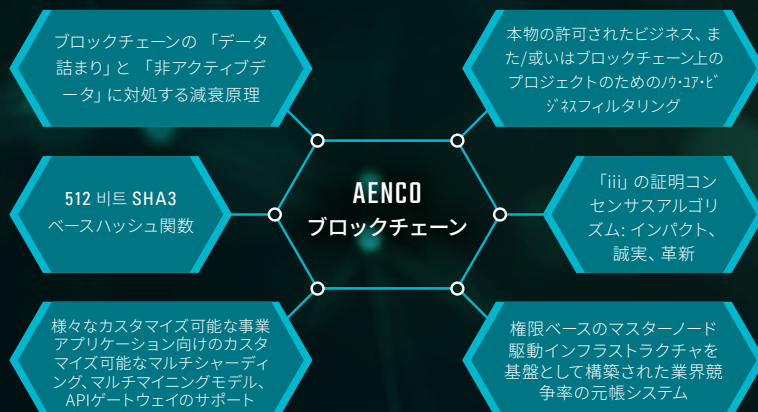 ブロックチェーンの 「データ
詰まり」と 「非アクティブデ
ータ」に対処する減衰原理
本物の許可されたビジネス、ま
た/或いはブロックチェーン上の
プロジェクトのためのﾉｳ･ﾕｱ･ﾋﾞ
ｼﾞﾈｽフィルタリング
512 비트 SHA3
ベースハッシュ関数
AENCO
ブロックチェーン
「iii」の証明コン
センサスアルゴリ
ズム: インパクト、
誠実、革新
様々なカスタマイズ可能な事業
アプリケーション向けのカスタ
マイズ可能なマルチシャーディ
ング、マルチマイニングモデル、
APIゲートウェイのサポート
権限ベースのマスターノード
駆動インフラストラクチャを
基盤として構築された業界競
争率の元帳システム